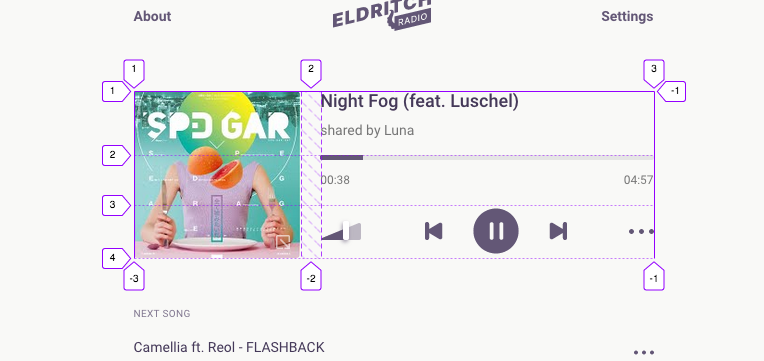 About
ELDRITCH
RADIO
Settings
1
2
3
1
-1
Night Fog (feat. Luschel)
SPD GAR
shared by Luna
2
00:38
04:57
3
4
-3
-2
-1
NEXT SONG
Camellia ft. Reol - FLASHBACK